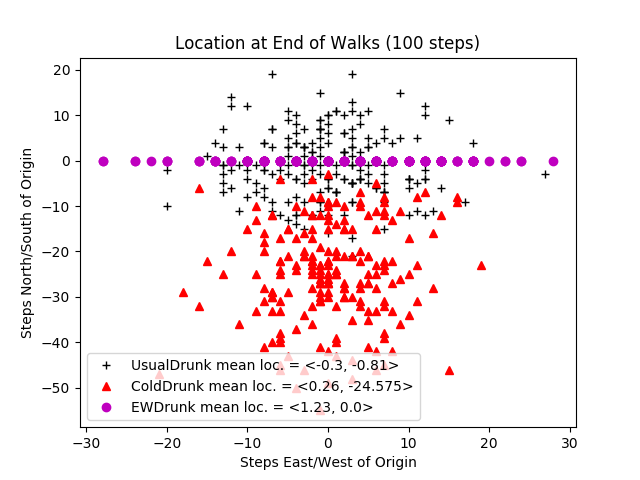 Location at End of Walks (100 steps)
Steps North/South of Origin
20
10
0
−10
−20
−30
−40
−50
UsualDrunk mean loc. = <-0.3, -0.81>
ColdDrunk mean loc. = <0.26, -24.575>
EWDrunk mean loc. = <1.23, 0.0>
−30 −20 −10 0 10 20 30
Steps East/West of Origin